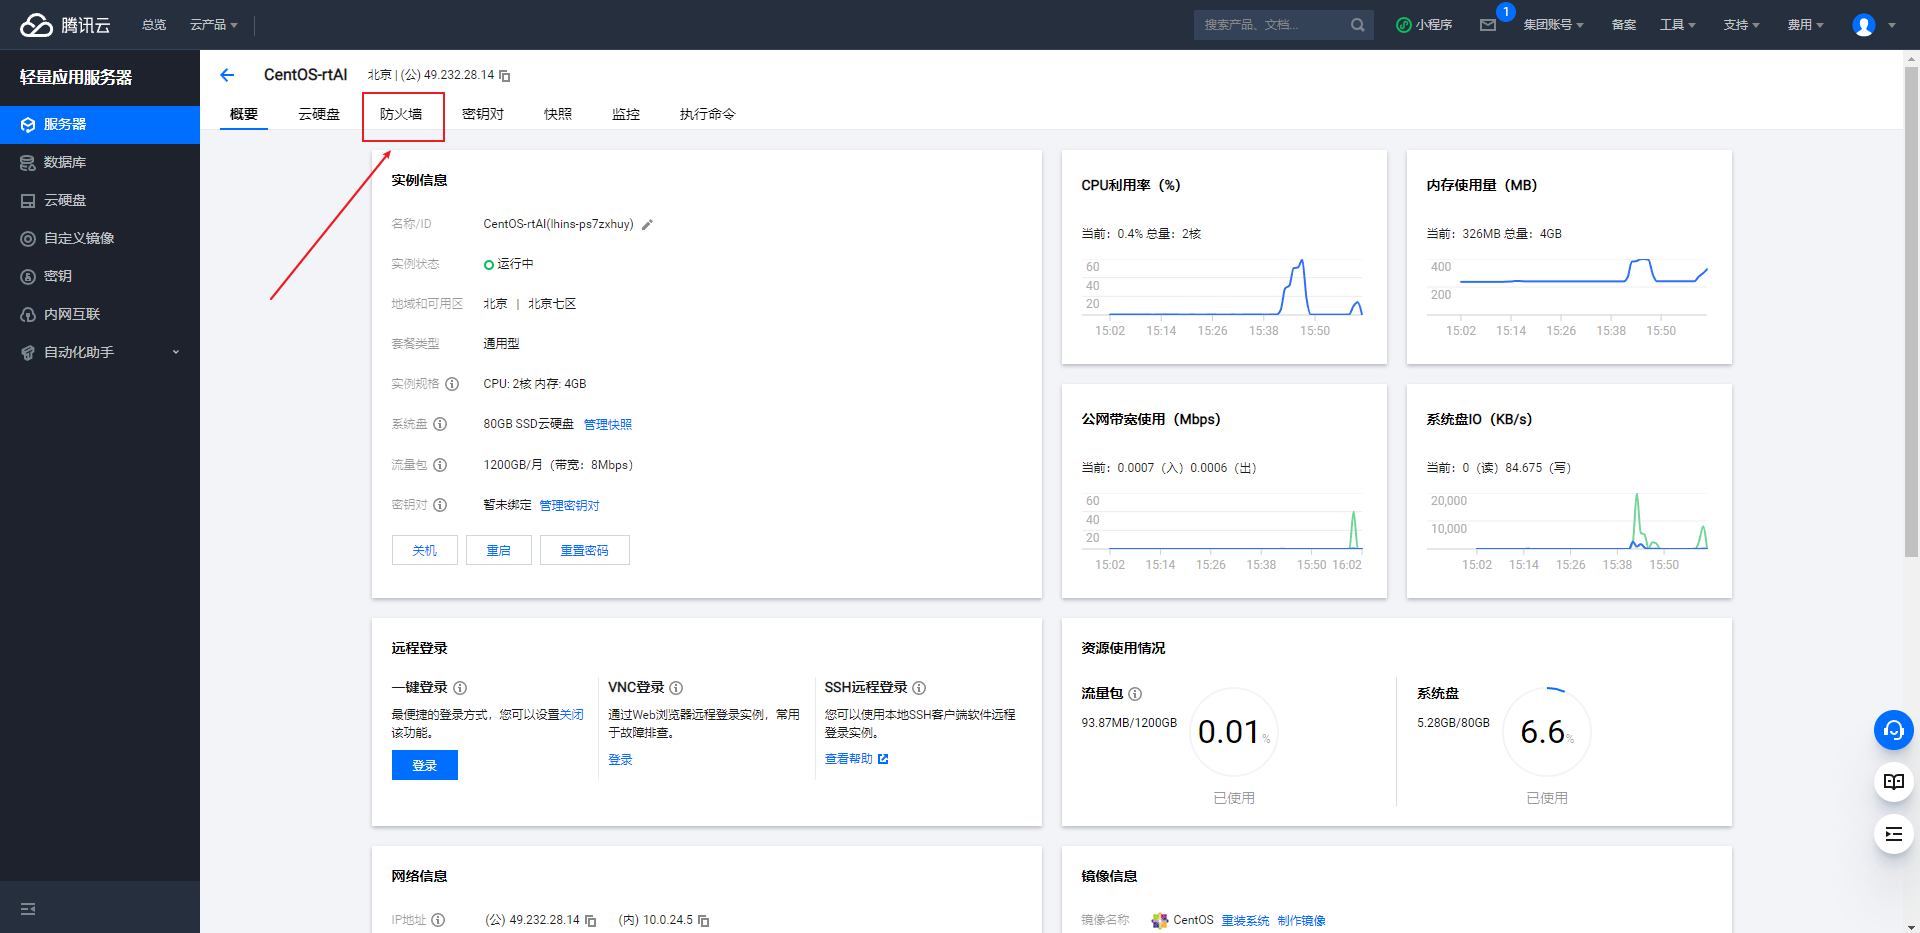 腾讯云 总览 云产品 搜索产品、文档... 小程序 1 集团账号 备案 工具 支持 费用
轻量应用服务器
服务器
数据库
云硬盘
自定义镜像
密钥
内网互联
自动化助手
CentOS-rtAI 北京 | (公) 49.232.28.14
概要 云硬盘 防火墙 密钥对 快照 监控 执行命令
实例信息
名称/ID CentOS-rtAI(lhins-ps7zxhuy)
实例状态 运行中
地域和可用区 北京 | 北京七区
套餐类型 通用型
实例规格 CPU: 2核 内存: 4GB
系统盘 80GB SSD云硬盘 管理快照
流量包 1200GB/月（带宽：8Mbps）
密钥对 暂未绑定 管理密钥对
关机 重启 重置密码
CPU利用率（%）
当前：0.4% 总量：2核
60
40
20
15:02 15:14 15:26 15:38 15:50
内存使用量（MB）
当前：326MB 总量：4GB
400
200
15:02 15:14 15:26 15:38 15:50
公网带宽使用（Mbps）
当前：0.0007（入）0.0006（出）
60
40
20
15:02 15:14 15:26 15:38 15:50 16:02
系统盘IO（KB/s）
当前：0（读）84.675（写）
20,000
10,000
15:02 15:14 15:26 15:38 15:50
远程登录
一键登录
最便捷的登录方式，您可以设置关闭
该功能。
登录
VNC登录
通过Web浏览器远程登录实例，常用
于故障排查。
登录
SSH远程登录
您可以使用本地SSH客户端软件远程
登录实例。
查看帮助
资源使用情况
流量包
93.87MB/1200GB
0.01%
已使用
系统盘
5.28GB/80GB
6.6%
已使用
网络信息
IP地址 (公) 49.232.28.14 (内) 10.0.24.5
镜像信息
镜像名称 CentOS 重装系统 制作镜像